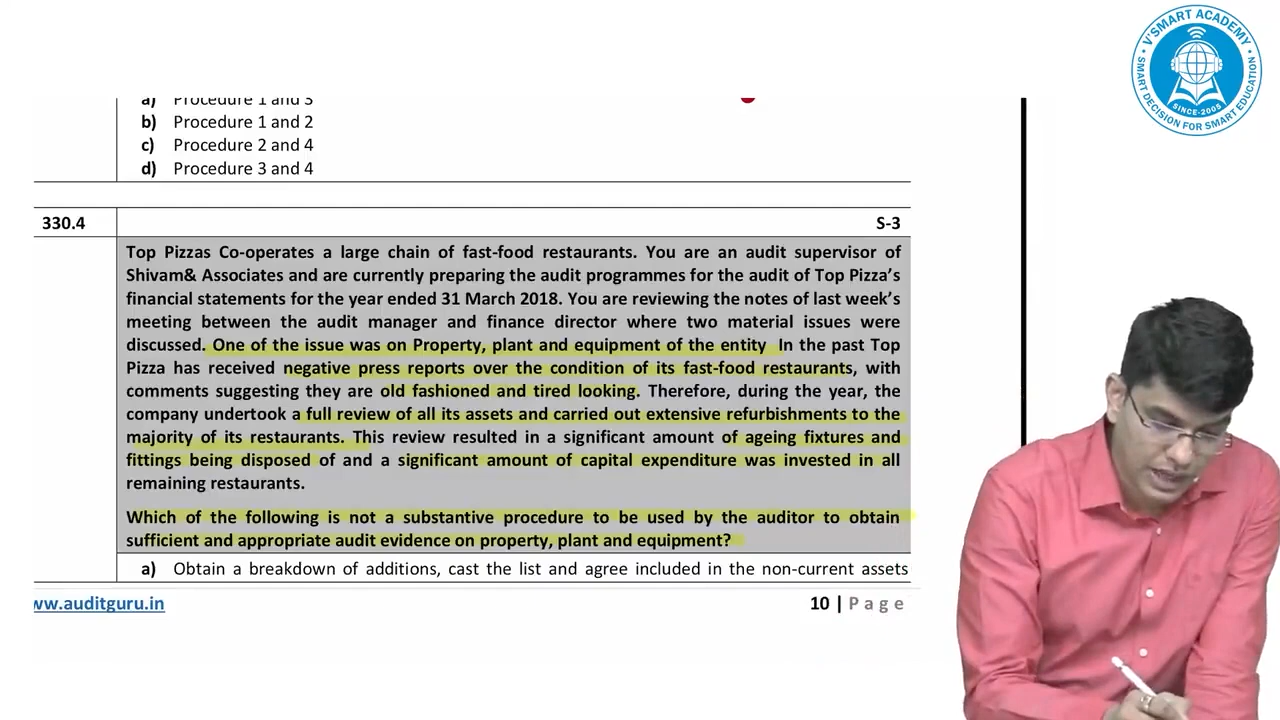 V'SMART ACADEMY
SINCE-2005
SMART DECISION FOR SMART EDUCATION
a) Procedure 1 and 3
b) Procedure 1 and 2
c) Procedure 2 and 4
d) Procedure 3 and 4
330.4 S-3
Top Pizzas Co-operates a large chain of fast-food restaurants. You are an audit supervisor of
Shivam& Associates and are currently preparing the audit programmes for the audit of Top Pizza's
financial statements for the year ended 31 March 2018. You are reviewing the notes of last week's
meeting between the audit manager and finance director where two material issues were
discussed. One of the issue was on Property, plant and equipment of the entity In the past Top
Pizza has received negative press reports over the condition of its fast-food restaurants, with
comments suggesting they are old fashioned and tired looking. Therefore, during the year, the
company undertook a full review of all its assets and carried out extensive refurbishments to the
majority of its restaurants. This review resulted in a significant amount of ageing fixtures and
fittings being disposed of and a significant amount of capital expenditure was invested in all
remaining restaurants.
Which of the following is not a substantive procedure to be used by the auditor to obtain
sufficient and appropriate audit evidence on property, plant and equipment?
a) Obtain a breakdown of additions, cast the list and agree included in the non-current assets
ww.auditguru.in 10 | Page